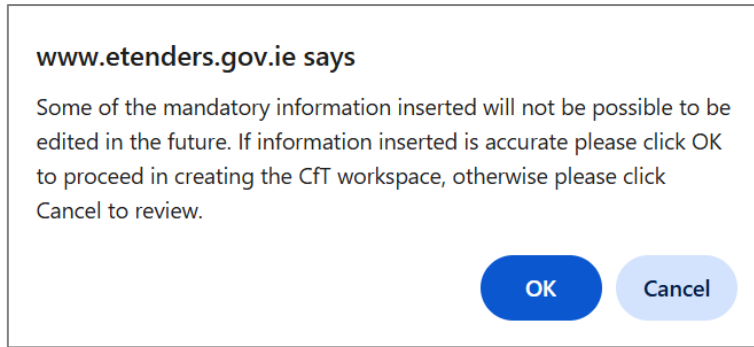 www.etenders.gov.ie says
Some of the mandatory information inserted will not be possible to be
edited in the future. If information inserted is accurate please click OK
to proceed in creating the CfT workspace, otherwise please click
Cancel to review.
OK Cancel